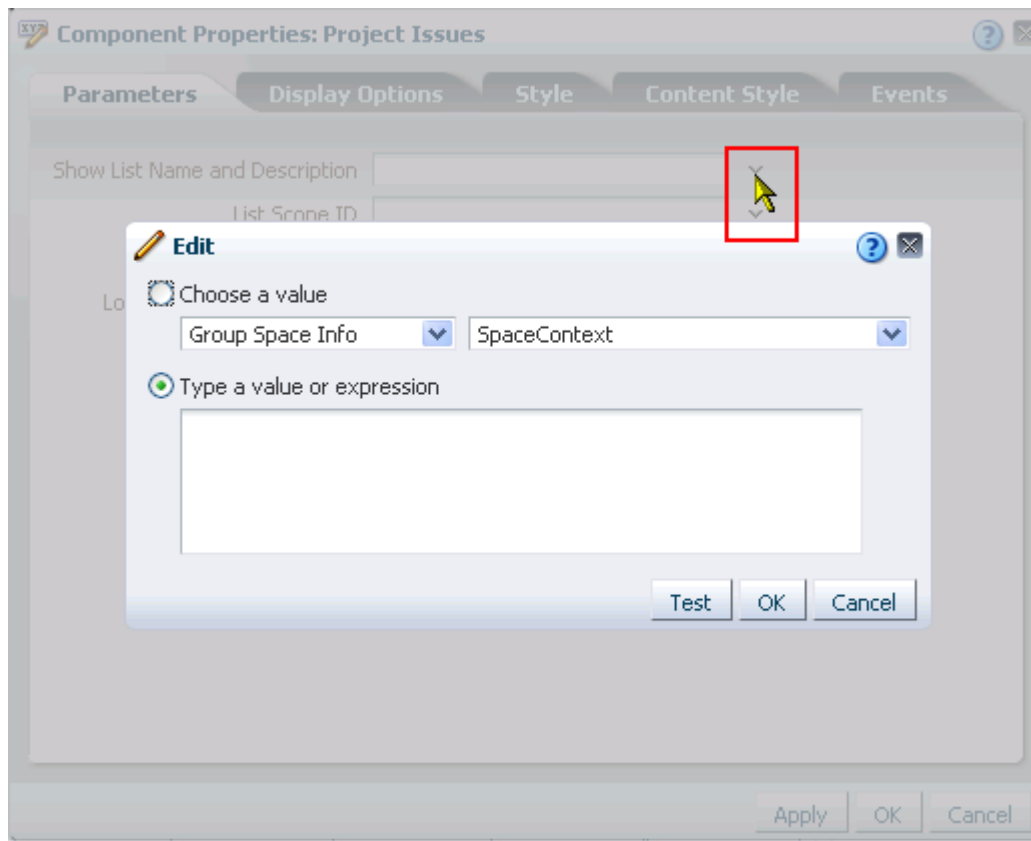 Component Properties: Project Issues
Parameters Display Options Style Content Style Events
Show List Name and Description
List Scope ID
Edit
Lo
Choose a value
Group Space Info SpaceContext
Type a value or expression
Test OK Cancel
Apply OK Cancel